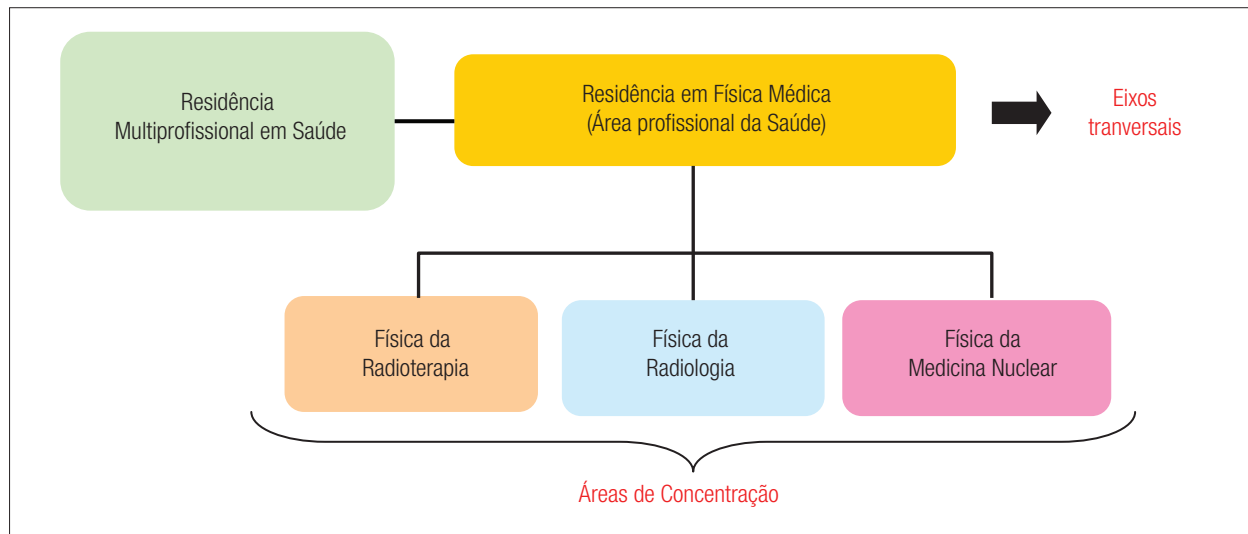 Residência
Multiprofissional em Saúde
Residência em Física Médica
(Área profissional da Saúde)
Eixos
tranversais
Física da
Radioterapia
Física da
Radiologia
Física da
Medicina Nuclear
Áreas de Concentração